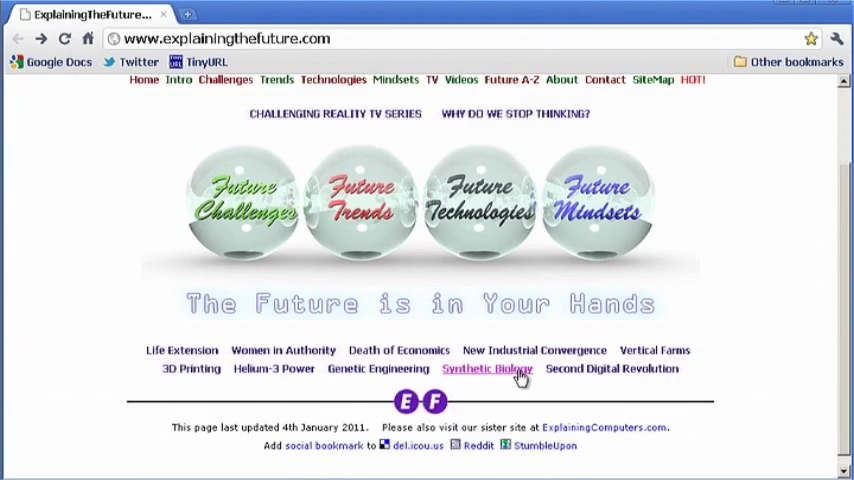 ExplainingTheFuture...
www.explainingthefuture.com
Google Docs Twitter TINY URL TinyURL Other bookmarks
Home Intro Challenges Trends Technologies Mindsets TV Videos Future A-Z About Contact SiteMap HOT!
CHALLENGING REALITY TV SERIES WHY DO WE STOP THINKING?
Future Challenges
Future Trends
Future Technologies
Future Mindsets
The Future is in Your Hands
Life Extension Women in Authority Death of Economics New Industrial Convergence Vertical Farms
3D Printing Helium-3 Power Genetic Engineering Synthetic Biology Second Digital Revolution
E F
This page last updated 4th January 2011. Please also visit our sister site at ExplainingComputers.com.
Add social bookmark to del.icou.us Reddit StumbleUpon